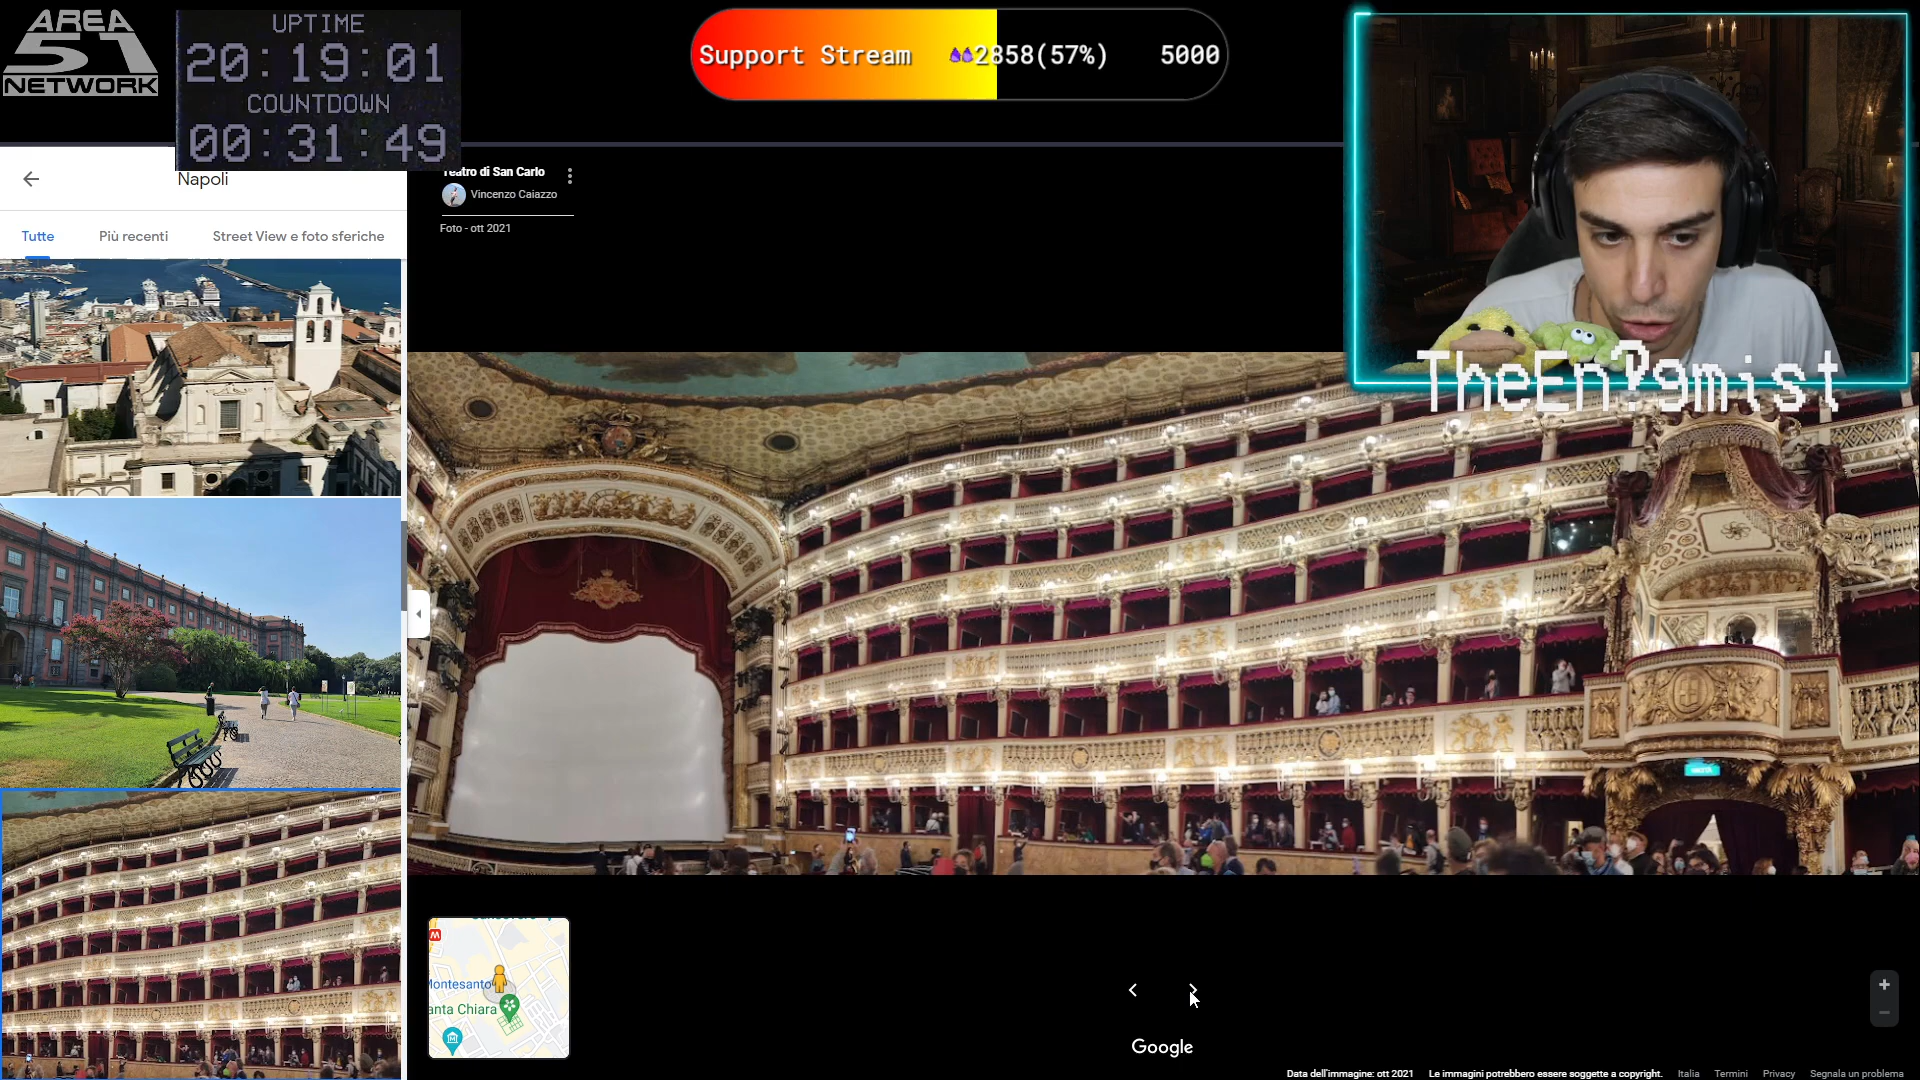 AREA
51
NETWORK
UPTIME
20:19:01
COUNTDOWN
00:31:49
Support Stream 2858(57%) 5000
TheEn?gmist
Napoli
Tutte Più recenti Street View e foto sferiche
Teatro di San Carlo
Vincenzo Caiazzo
Foto - ott 2021
M
Montesanto
anta Chiara
Google
Data dell'immagine: ott 2021 Le immagini potrebbero essere soggette a copyright. Italia Termini Privacy Segnala un problema